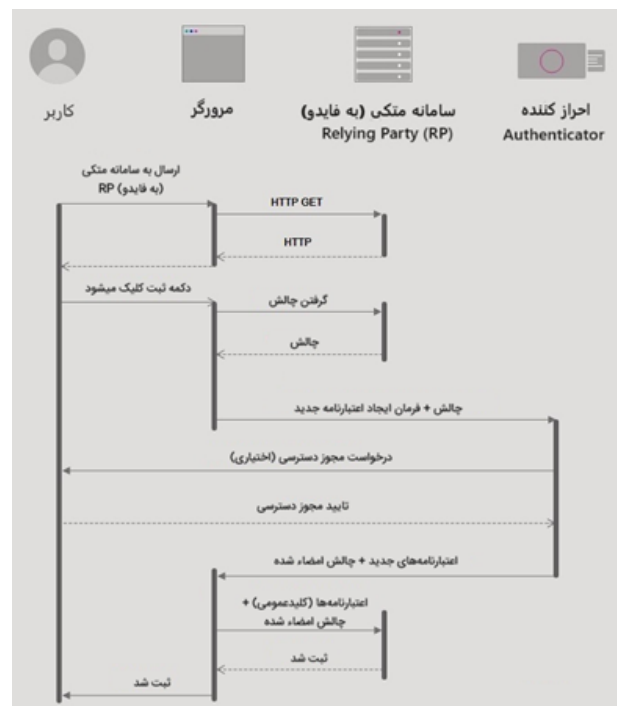 کاربر
مرورگر
سامانه متکی (به فایدو)
Relying Party (RP)
احراز کننده
Authenticator
ارسال به سامانه متکی
(به فایدو) RP
HTTP GET
HTTP
دکمه ثبت کلیک میشود
گرفتن چالش
چالش
چالش + فرمان ایجاد اعتبارنامه جدید
درخواست مجوز دسترسی (اختیاری)
تایید مجوز دسترسی
اعتبارنامه‌های جدید + چالش امضاء شده
اعتبارنامه‌ها (کلیدعمومی) +
چالش امضاء شده
ثبت شد
ثبت شد